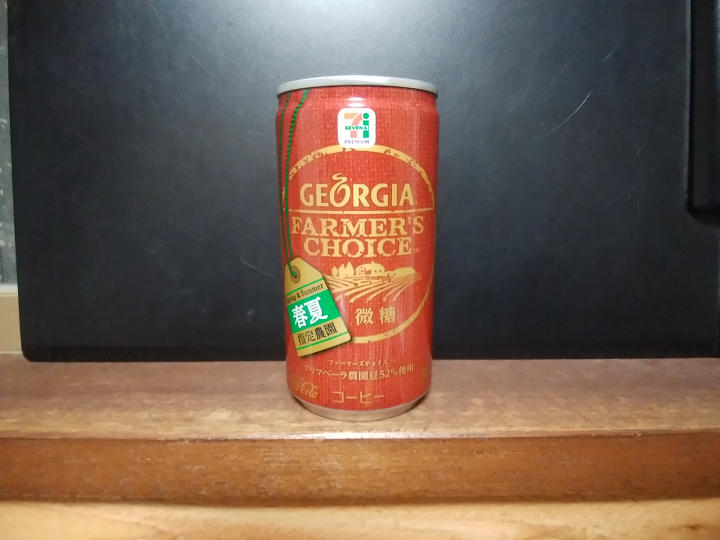 SEVEN & i
PREMIUM
GEORGIA
FARMER'S
CHOICE
& Summer
春夏
指定農園
微糖
ファーマーズチョイス
プリマベーラ農園豆52%使用
Cola
コーヒー